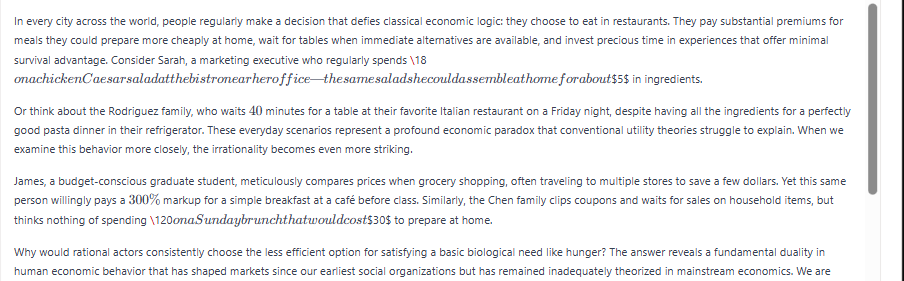 In every city across the world, people regularly make a decision that defies classical economic logic: they choose to eat in restaurants. They pay substantial premiums for
meals they could prepare more cheaply at home, wait for tables when immediate alternatives are available, and invest precious time in experiences that offer minimal
survival advantage. Consider Sarah, a marketing executive who regularly spends \18
onachickenCaesarsaladatthebistronearheroffice—thesamesaladshecouldassembleathomeforabout$5$ in ingredients.
Or think about the Rodriguez family, who waits 40 minutes for a table at their favorite Italian restaurant on a Friday night, despite having all the ingredients for a perfectly
good pasta dinner in their refrigerator. These everyday scenarios represent a profound economic paradox that conventional utility theories struggle to explain. When we
examine this behavior more closely, the irrationality becomes even more striking.
James, a budget-conscious graduate student, meticulously compares prices when grocery shopping, often traveling to multiple stores to save a few dollars. Yet this same
person willingly pays a 300% markup for a simple breakfast at a café before class. Similarly, the Chen family clips coupons and waits for sales on household items, but
thinks nothing of spending \120onaSundaybrunchthatwouldcost$30$ to prepare at home.
Why would rational actors consistently choose the less efficient option for satisfying a basic biological need like hunger? The answer reveals a fundamental duality in
human economic behavior that has shaped markets since our earliest social organizations but has remained inadequately theorized in mainstream economics. We are